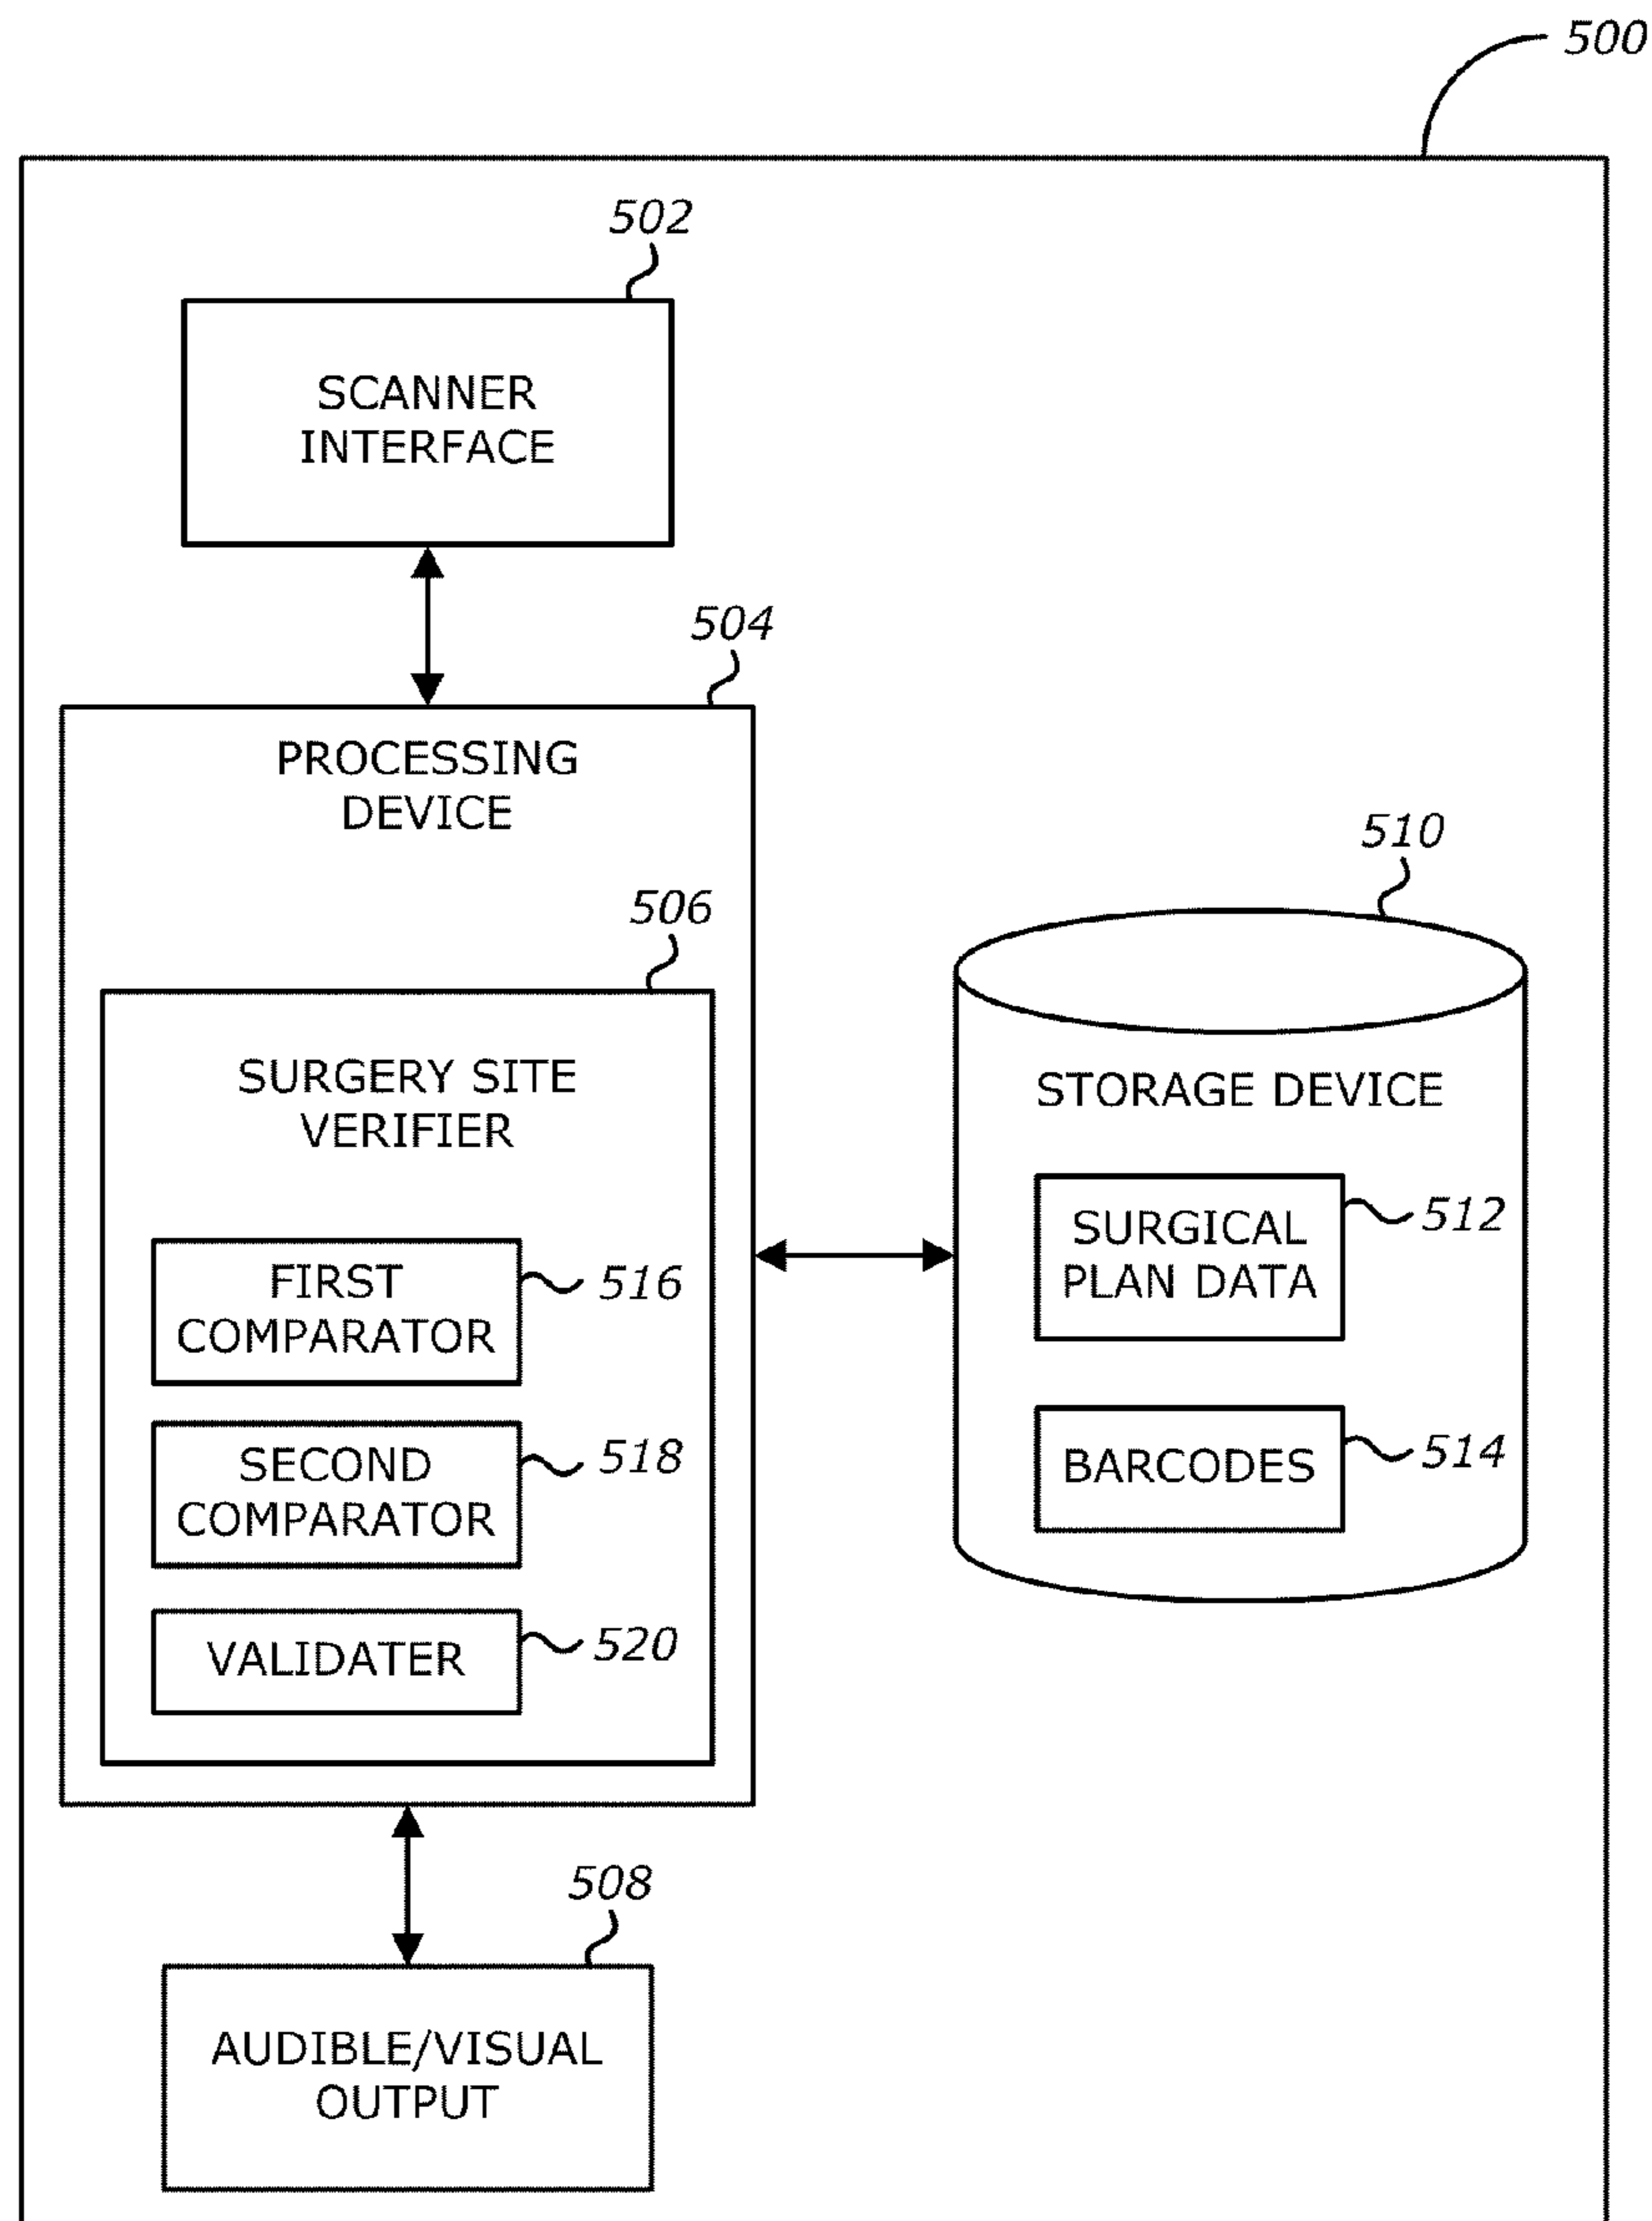 500
502
SCANNER
INTERFACE
504
PROCESSING
DEVICE
506
SURGERY SITE
VERIFIER
FIRST
COMPARATOR
516
SECOND
COMPARATOR
518
VALIDATER
520
510
STORAGE DEVICE
SURGICAL
PLAN DATA
512
BARCODES
514
508
AUDIBLE/VISUAL
OUTPUT